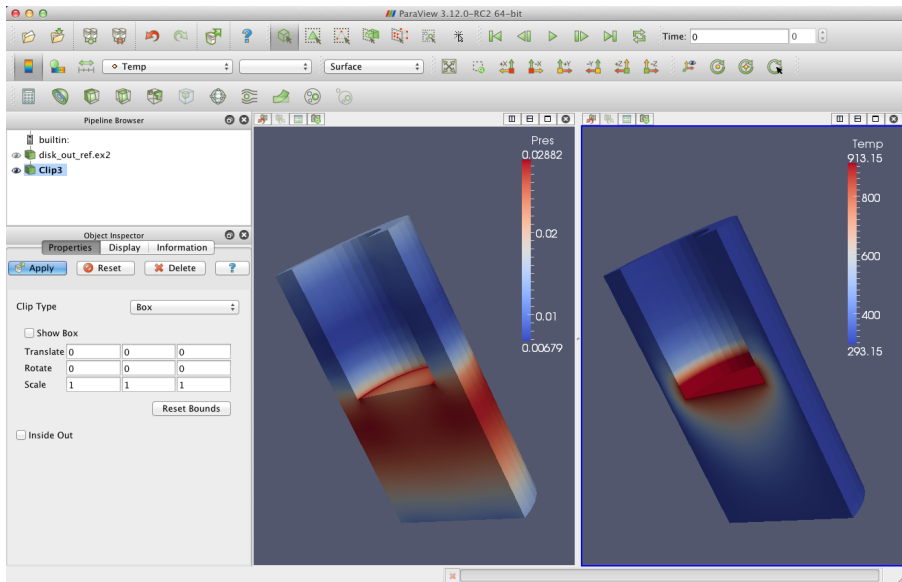 ParaView 3.12.0-RC2 64-bit
Time: 0 0
Temp Surface
+X -X +Y -Y +Z -Z
Pipeline Browser
builtin:
disk_out_ref.ex2
Clip3
Object Inspector
Properties Display Information
Apply Reset Delete ?
Clip Type Box
Show Box
Translate 0 0 0
Rotate 0 0 0
Scale 1 1 1
Reset Bounds
Inside Out
Pres
0.02882
0.02
0.01
0.00679
Temp
913.15
800
600
400
293.15